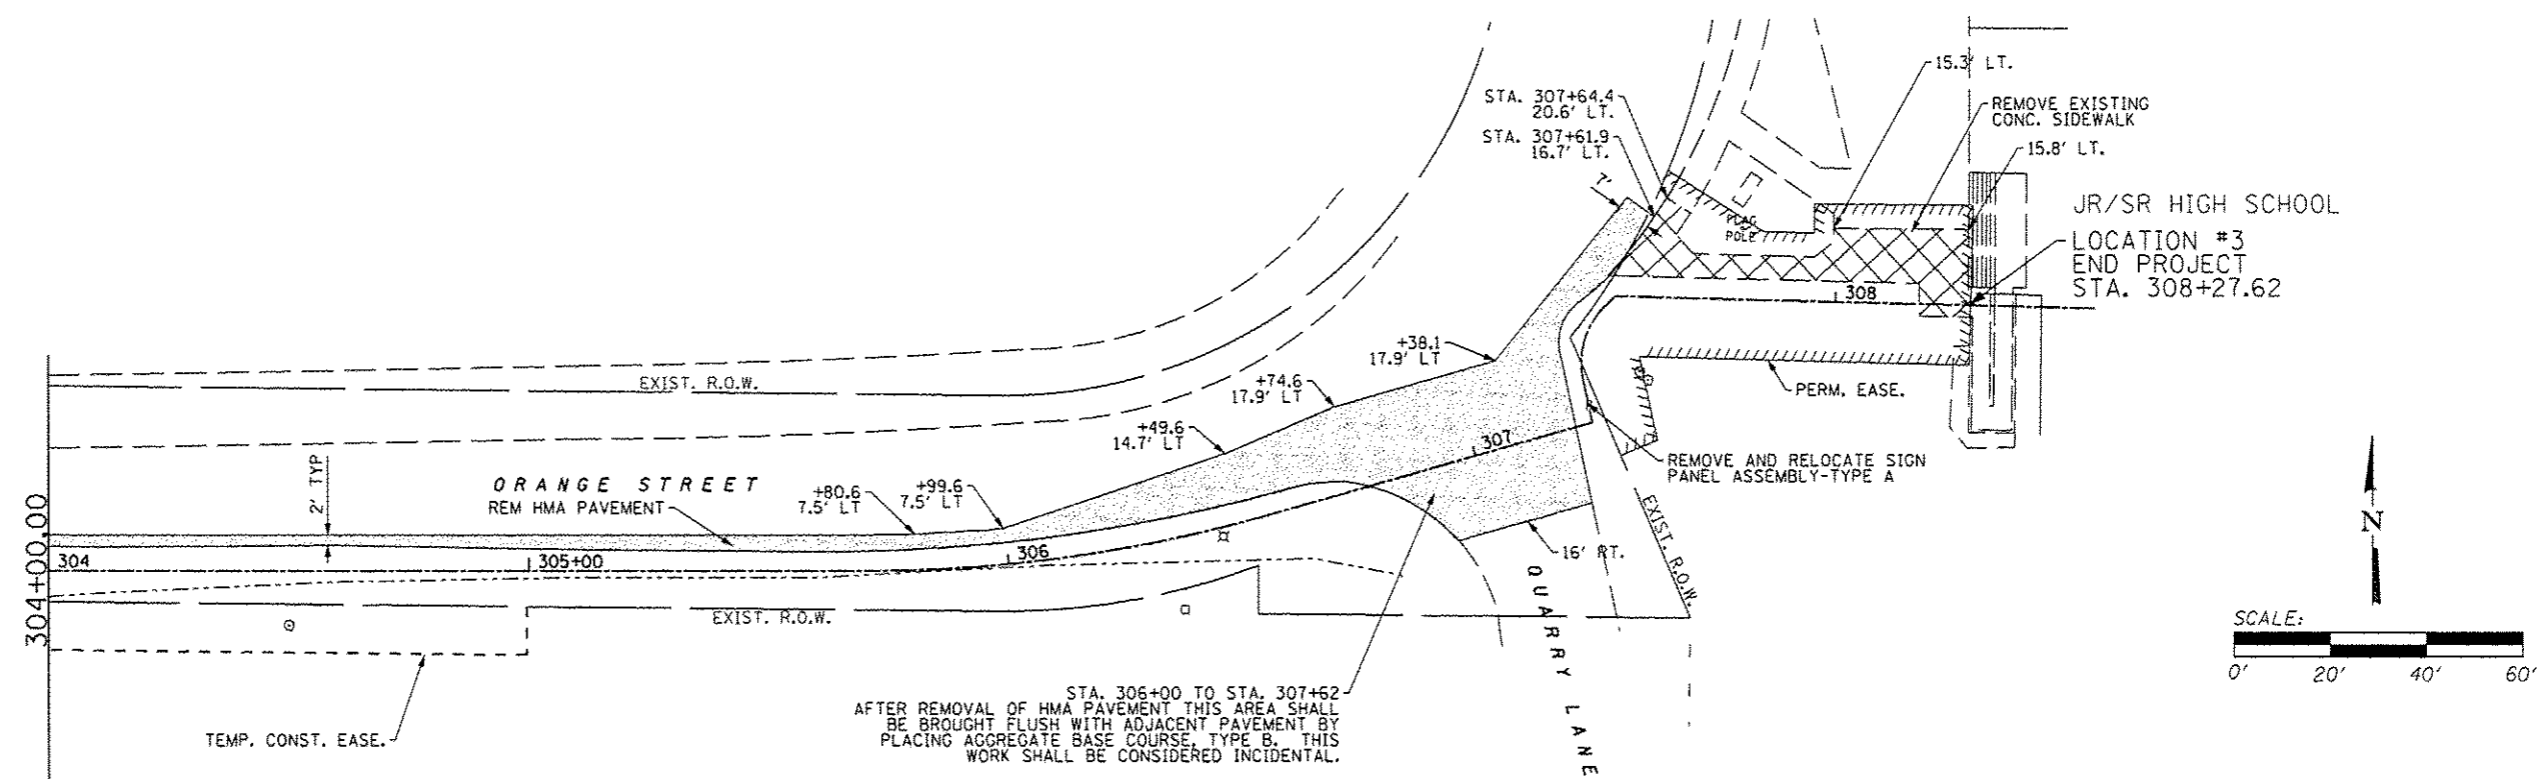 15.3' LT.
STA. 307+64.4
20.6' LT.
REMOVE EXISTING
CONC. SIDEWALK
STA. 307+61.9
16.7' LT.
15.8' LT.
7'
JR/SR HIGH SCHOOL
FLAG
POLE
LOCATION #3
END PROJECT
STA. 308+27.62
308
+38.1
17.9' LT
EXIST. R.O.W.
+74.6
17.9' LT
PERM. EASE.
+49.6
14.7' LT
307
N
REMOVE AND RELOCATE SIGN
PANEL ASSEMBLY-TYPE A
2' TYP
ORANGE STREET
REM HMA PAVEMENT
+80.6
7.5' LT
+99.6
7.5' LT
EXIST. R.O.W.
304+00.00
304
305+00
306
16' RT.
QUARRY LANE
EXIST. R.O.W.
SCALE:
0' 20' 40' 60'
STA. 306+00 TO STA. 307+62
AFTER REMOVAL OF HMA PAVEMENT THIS AREA SHALL
BE BROUGHT FLUSH WITH ADJACENT PAVEMENT BY
PLACING AGGREGATE BASE COURSE, TYPE B. THIS
WORK SHALL BE CONSIDERED INCIDENTAL.
TEMP. CONST. EASE.